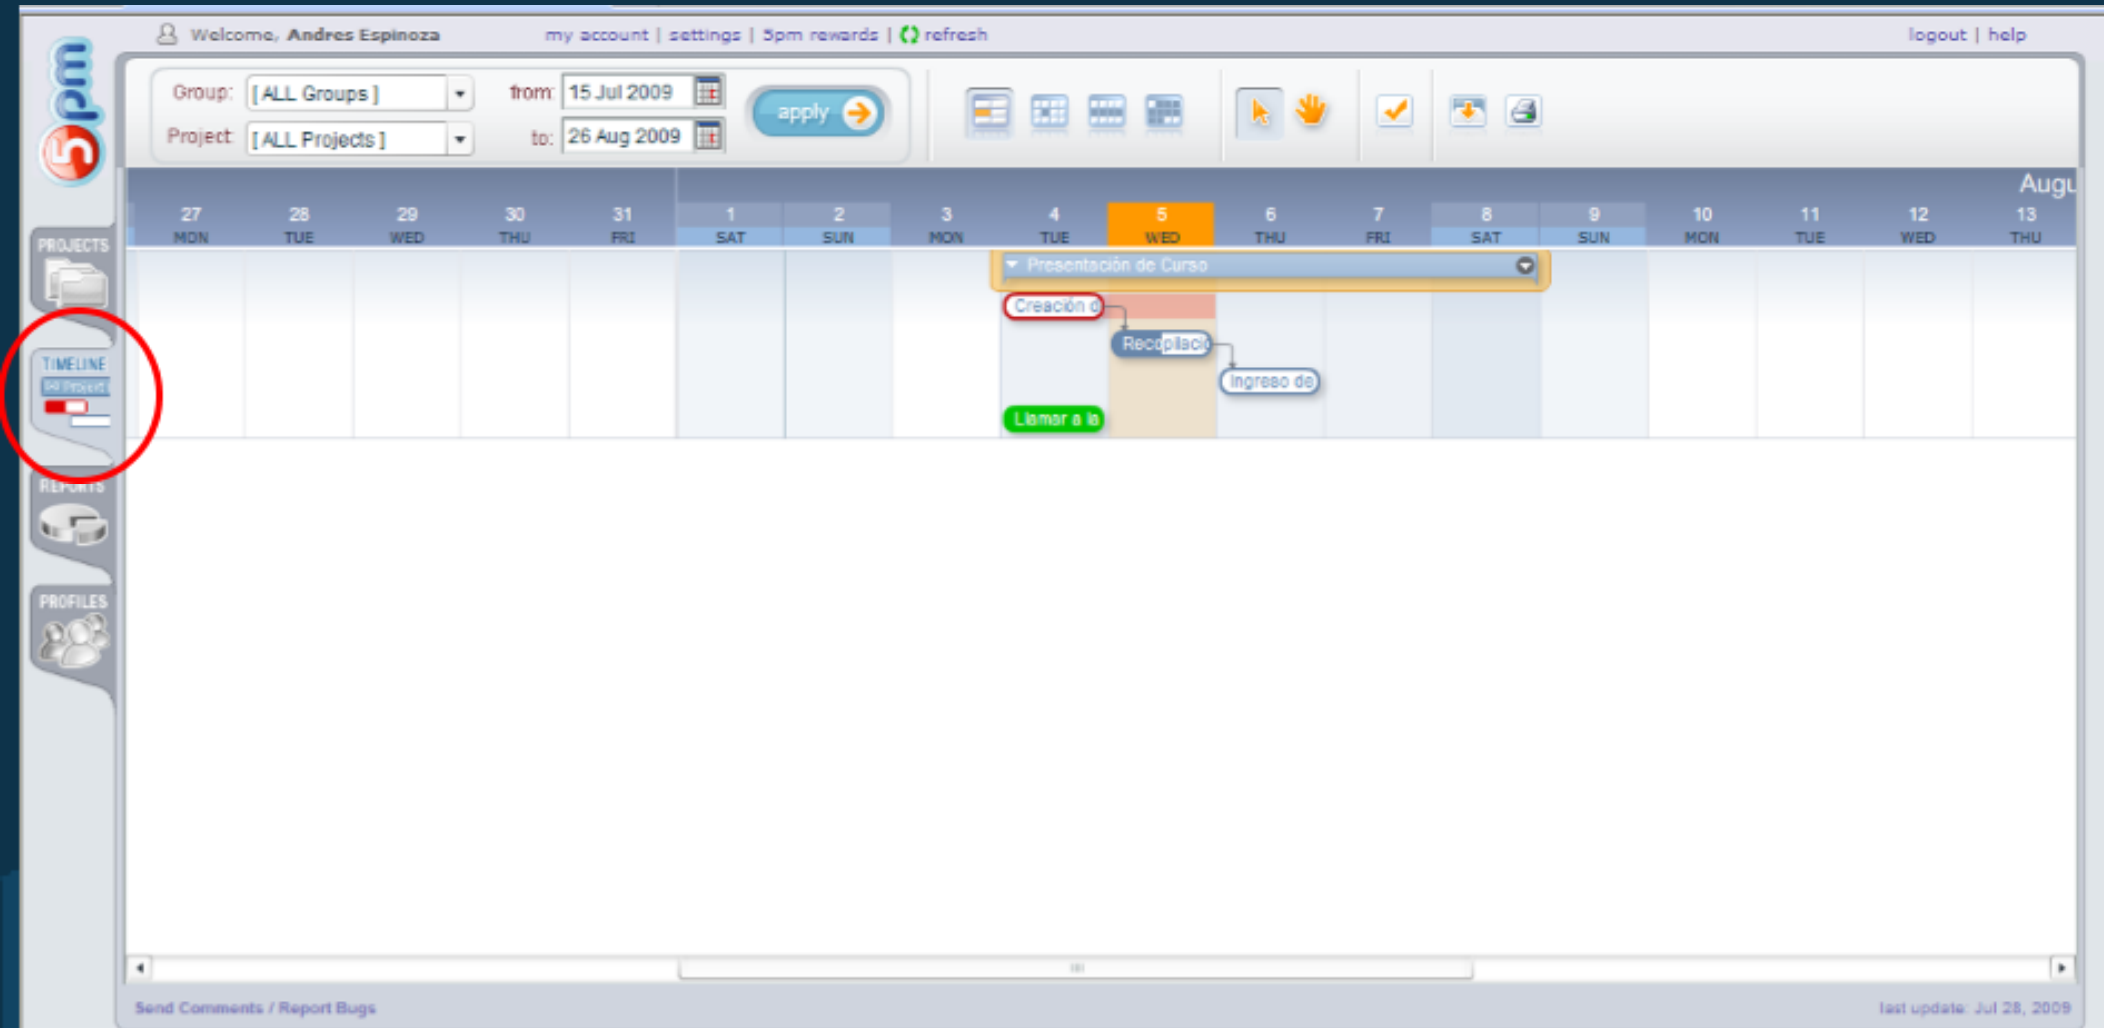 5pm
Welcome, Andres Espinoza my account | settings | 5pm rewards | refresh logout | help
Group: [ ALL Groups ] from: 15 Jul 2009 apply
Project: [ ALL Projects ] to: 26 Aug 2009
Augu
27 28 29 30 31 1 2 3 4 5 6 7 8 9 10 11 12 13
MON TUE WED THU FRI SAT SUN MON TUE WED THU FRI SAT SUN MON TUE WED THU
PROJECTS
Presentación de Curso
Creación d
Recopilació
TIMELINE
Project
Ingreso de
Llamar a la
REPORTS
PROFILES
Send Comments / Report Bugs last update: Jul 28, 2009